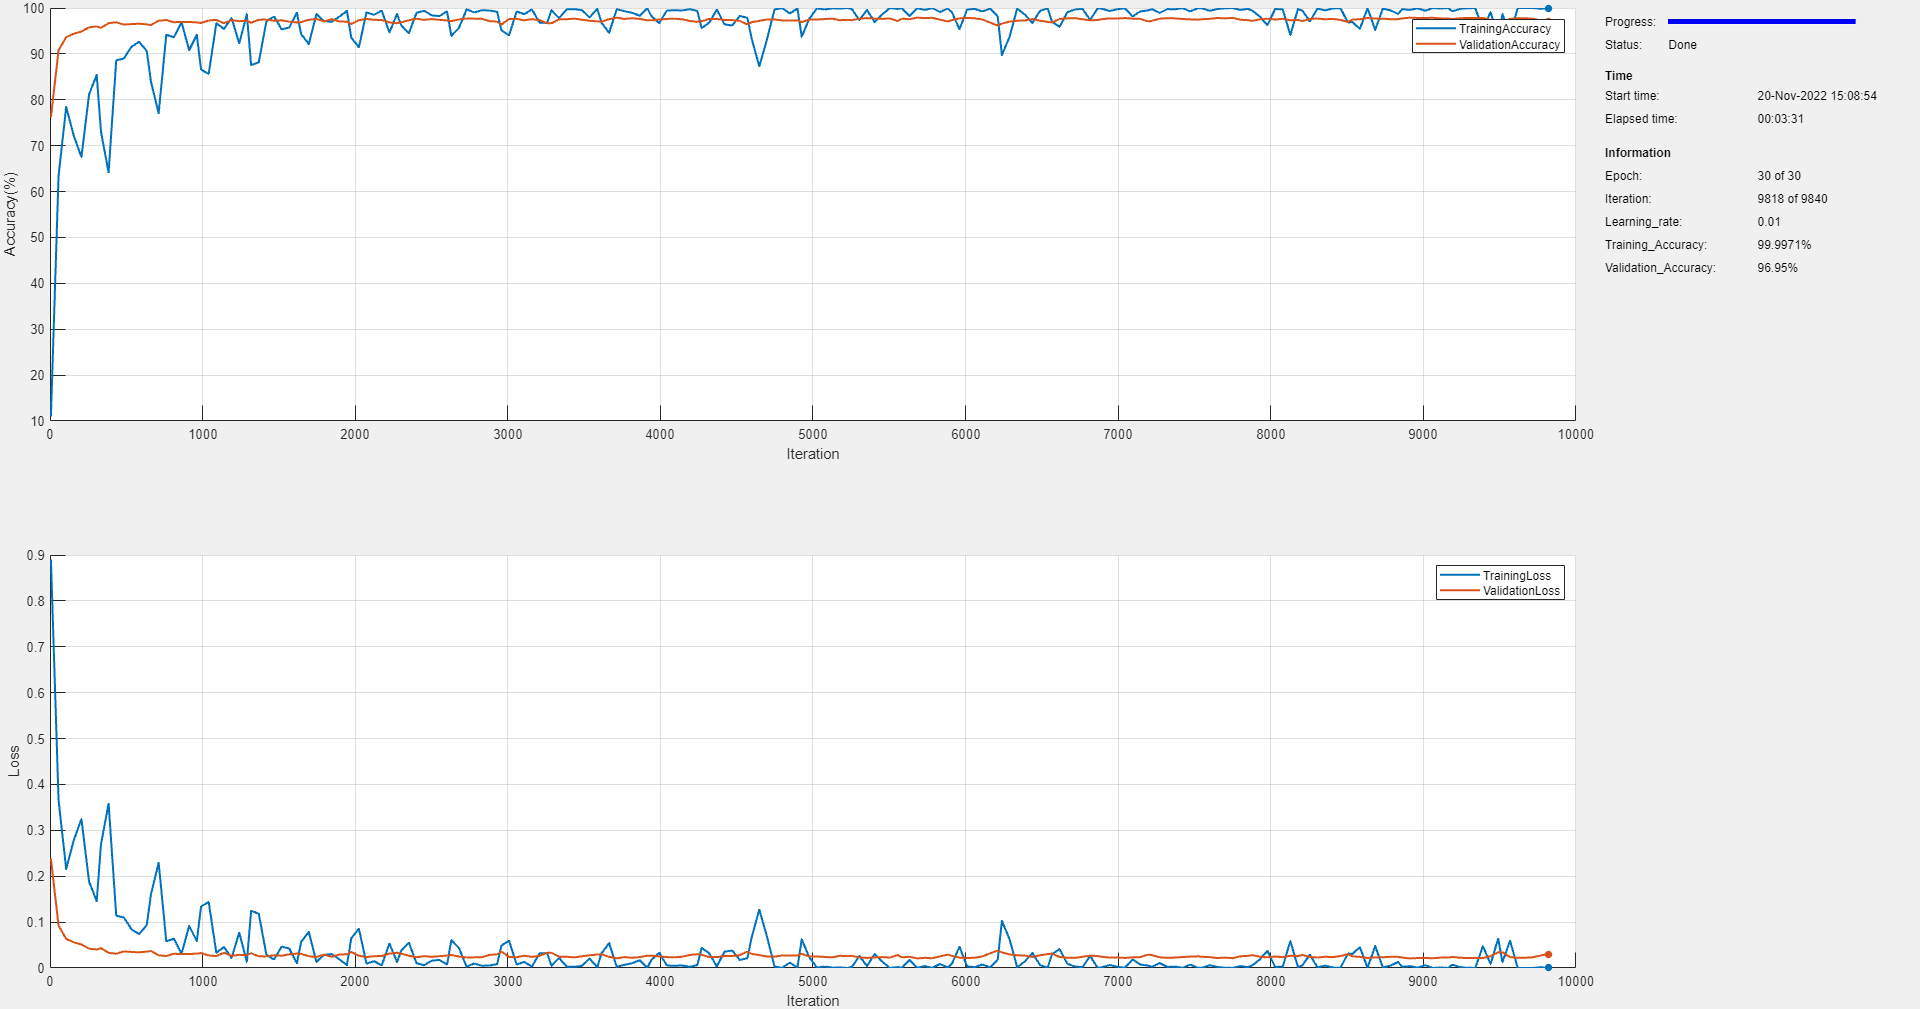 100
90
80
70
60
50
40
30
20
10
Accuracy(%)
0 1000 2000 3000 4000 5000 6000 7000 8000 9000 10000
Iteration
TrainingAccuracy
ValidationAccuracy
Progress:
Status: Done
Time
Start time: 20-Nov-2022 15:08:54
Elapsed time: 00:03:31
Information
Epoch: 30 of 30
Iteration: 9818 of 9840
Learning_rate: 0.01
Training_Accuracy: 99.9971%
Validation_Accuracy: 96.95%
0.9
0.8
0.7
0.6
0.5
0.4
0.3
0.2
0.1
0
Loss
0 1000 2000 3000 4000 5000 6000 7000 8000 9000 10000
Iteration
TrainingLoss
ValidationLoss